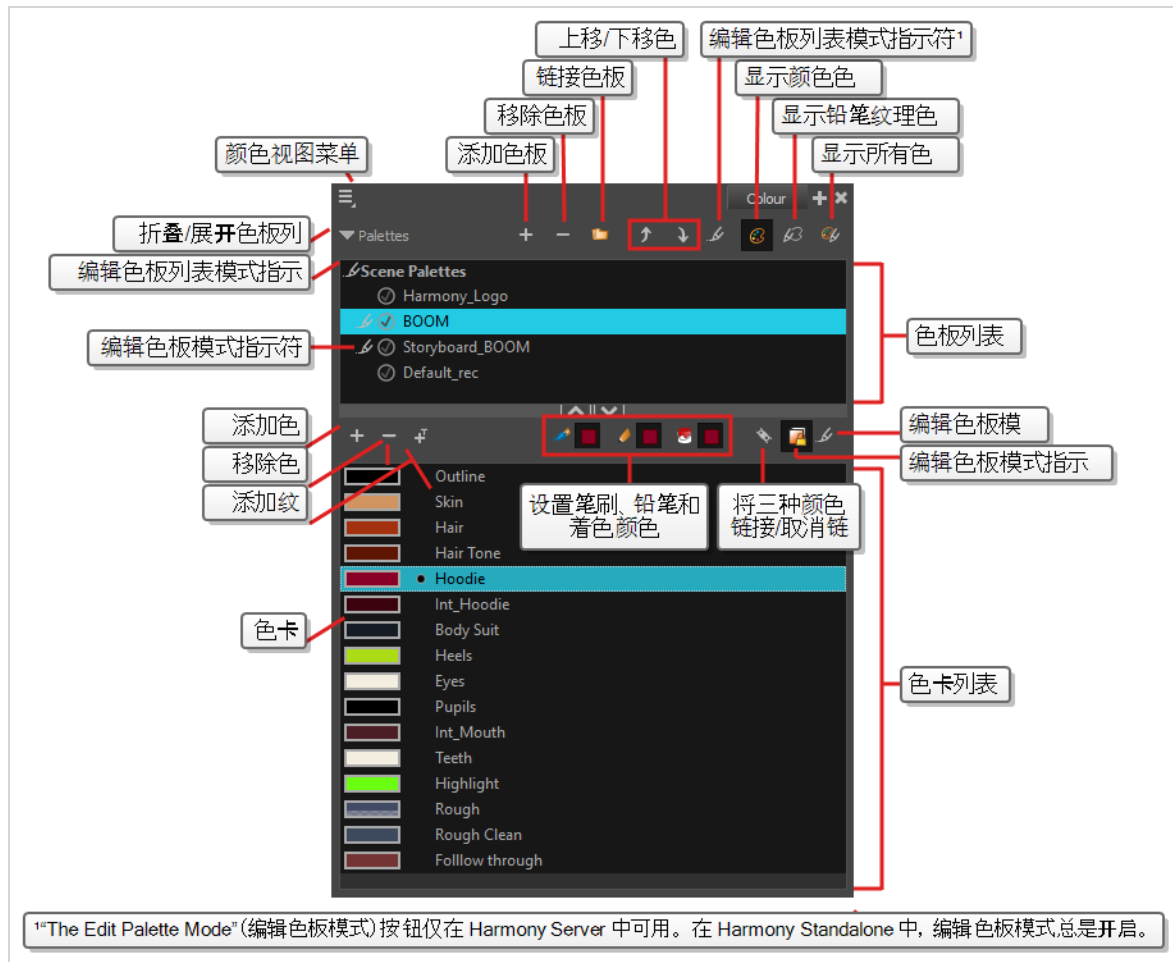 上移/下移色
编辑色板列表模式指示符¹
链接色板
显示颜色色
移除色板
显示铅笔纹理色
颜色视图菜单
添加色板
显示所有色
Colour
折叠/展开色板列
Palettes
编辑色板列表模式指示
Scene Palettes
Harmony_Logo
BOOM
编辑色板模式指示符
Storyboard_BOOM
色板列表
Default_rec
添加色
编辑色板模
移除色
编辑色板模式指示
添加纹
Outline
Skin
设置笔刷、铅笔和
着色颜色
将三种颜色
链接/取消链
Hair
Hair Tone
Hoodie
Int_Hoodie
色卡
Body Suit
Heels
Eyes
色卡列表
Pupils
Int_Mouth
Teeth
Highlight
Rough
Rough Clean
Folllow through
¹“The Edit Palette Mode”(编辑色板模式)按钮仅在 Harmony Server 中可用。在 Harmony Standalone 中, 编辑色板模式总是开启。